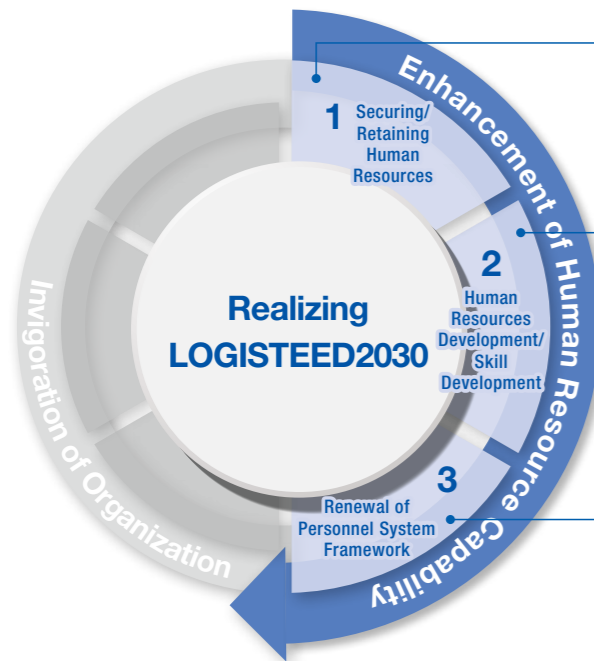 Enhancement of Human Resource Capability
1
Securing/
Retaining
Human
Resources
2
Human
Resources
Development/
Skill
Development
3
Renewal of
Personnel System
Framework
Realizing
LOGISTEED2030
Invigoration of Organization